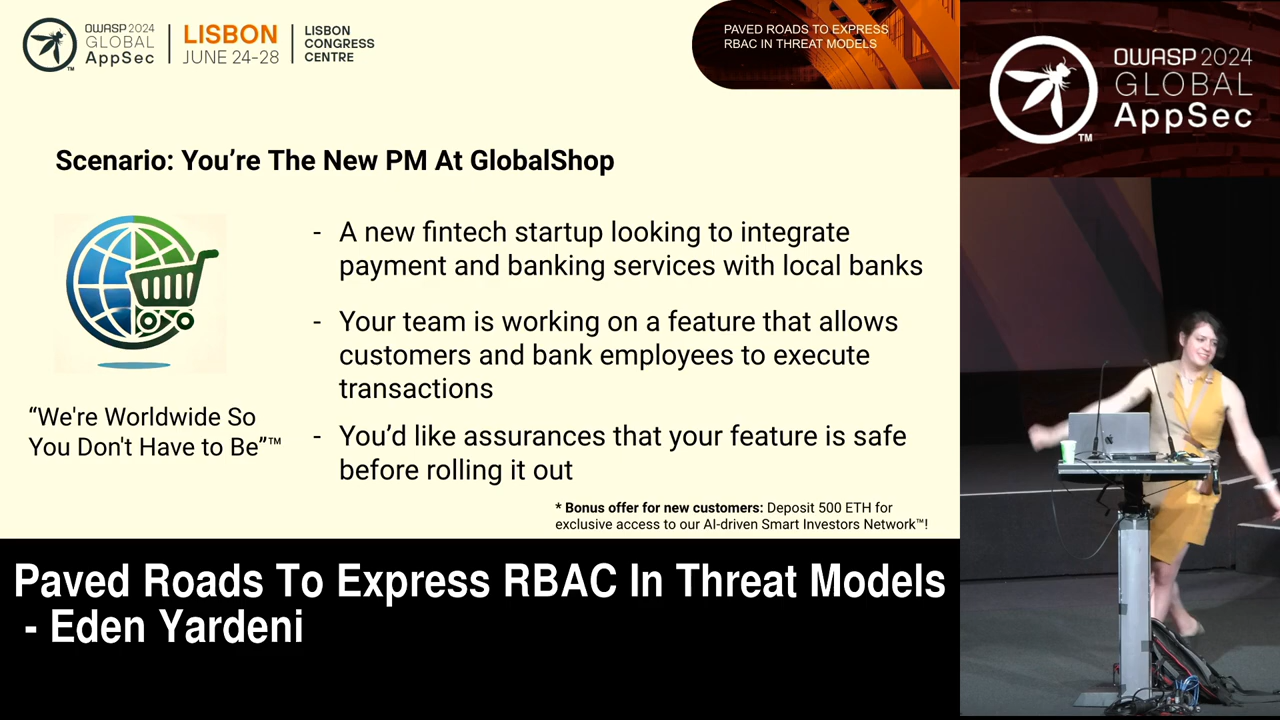 OWASP 2024
GLOBAL
AppSec
TM
LISBON
JUNE 24-28
LISBON
CONGRESS
CENTRE
PAVED ROADS TO EXPRESS
RBAC IN THREAT MODELS
OWASP 2024
GLOBAL
AppSec
TM
Scenario: You’re The New PM At GlobalShop
- A new fintech startup looking to integrate
payment and banking services with local banks
- Your team is working on a feature that allows
customers and bank employees to execute
transactions
“We're Worldwide So
You Don't Have to Be”™
- You’d like assurances that your feature is safe
before rolling it out
* Bonus offer for new customers: Deposit 500 ETH for
exclusive access to our AI-driven Smart Investors Network™!
Paved Roads To Express RBAC In Threat Models
- Eden Yardeni